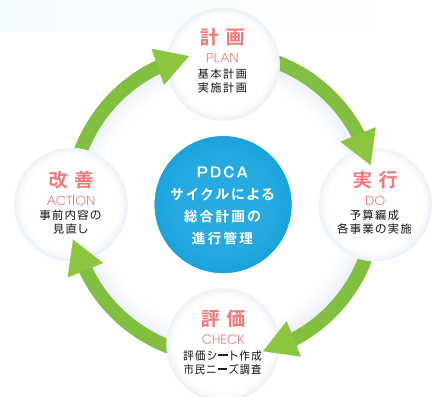 計画
PLAN
基本計画
実施計画
改善
ACTION
事前内容の
見直し
PDCA
サイクルによる
総合計画の
進行管理
実行
DO
予算編成
各事業の実施
評価
CHECK
評価シート作成
市民ニーズ調査